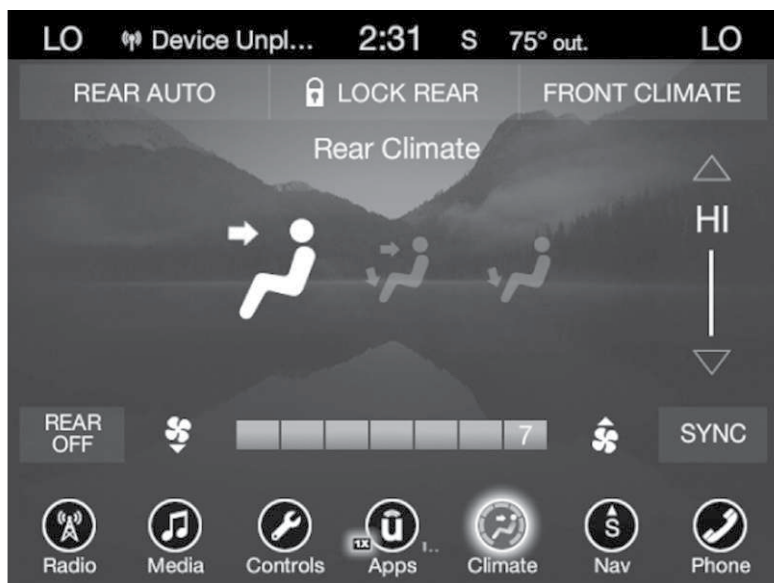 LO Device Unpl... 2:31 S 75° out. LO
REAR AUTO LOCK REAR FRONT CLIMATE
Rear Climate
HI
REAR
OFF
7
SYNC
1X
Radio Media Controls Apps Climate S Nav Phone